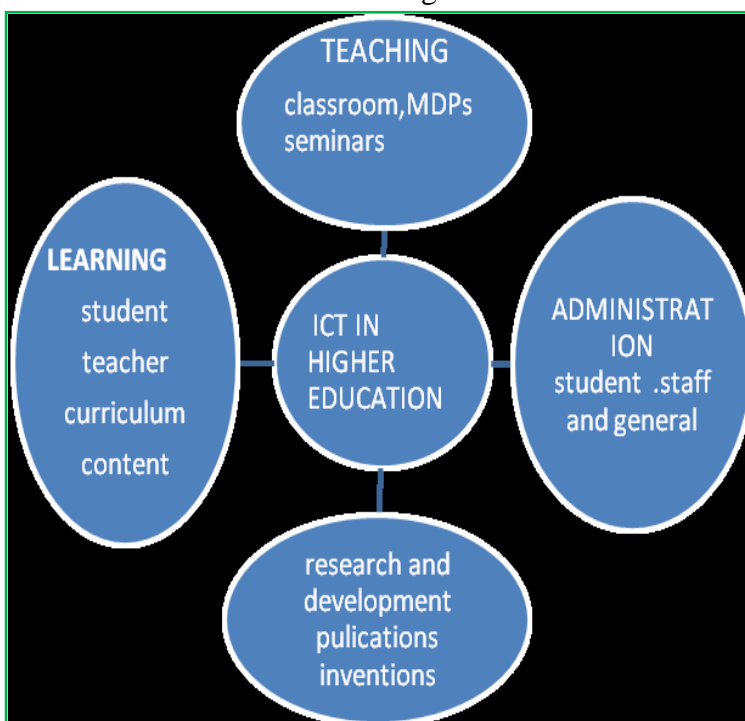 TEACHING
classroom,MDPs
seminars
LEARNING
student
teacher
curriculum
content
ICT IN
HIGHER
EDUCATION
ADMINISTRAT
ION
student .staff
and general
research and
development
pulications
inventions